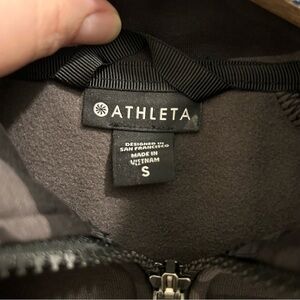 ATHLETA
DESIGNED IN
SAN FRANCISCO
MADE IN
VIETNAM
S